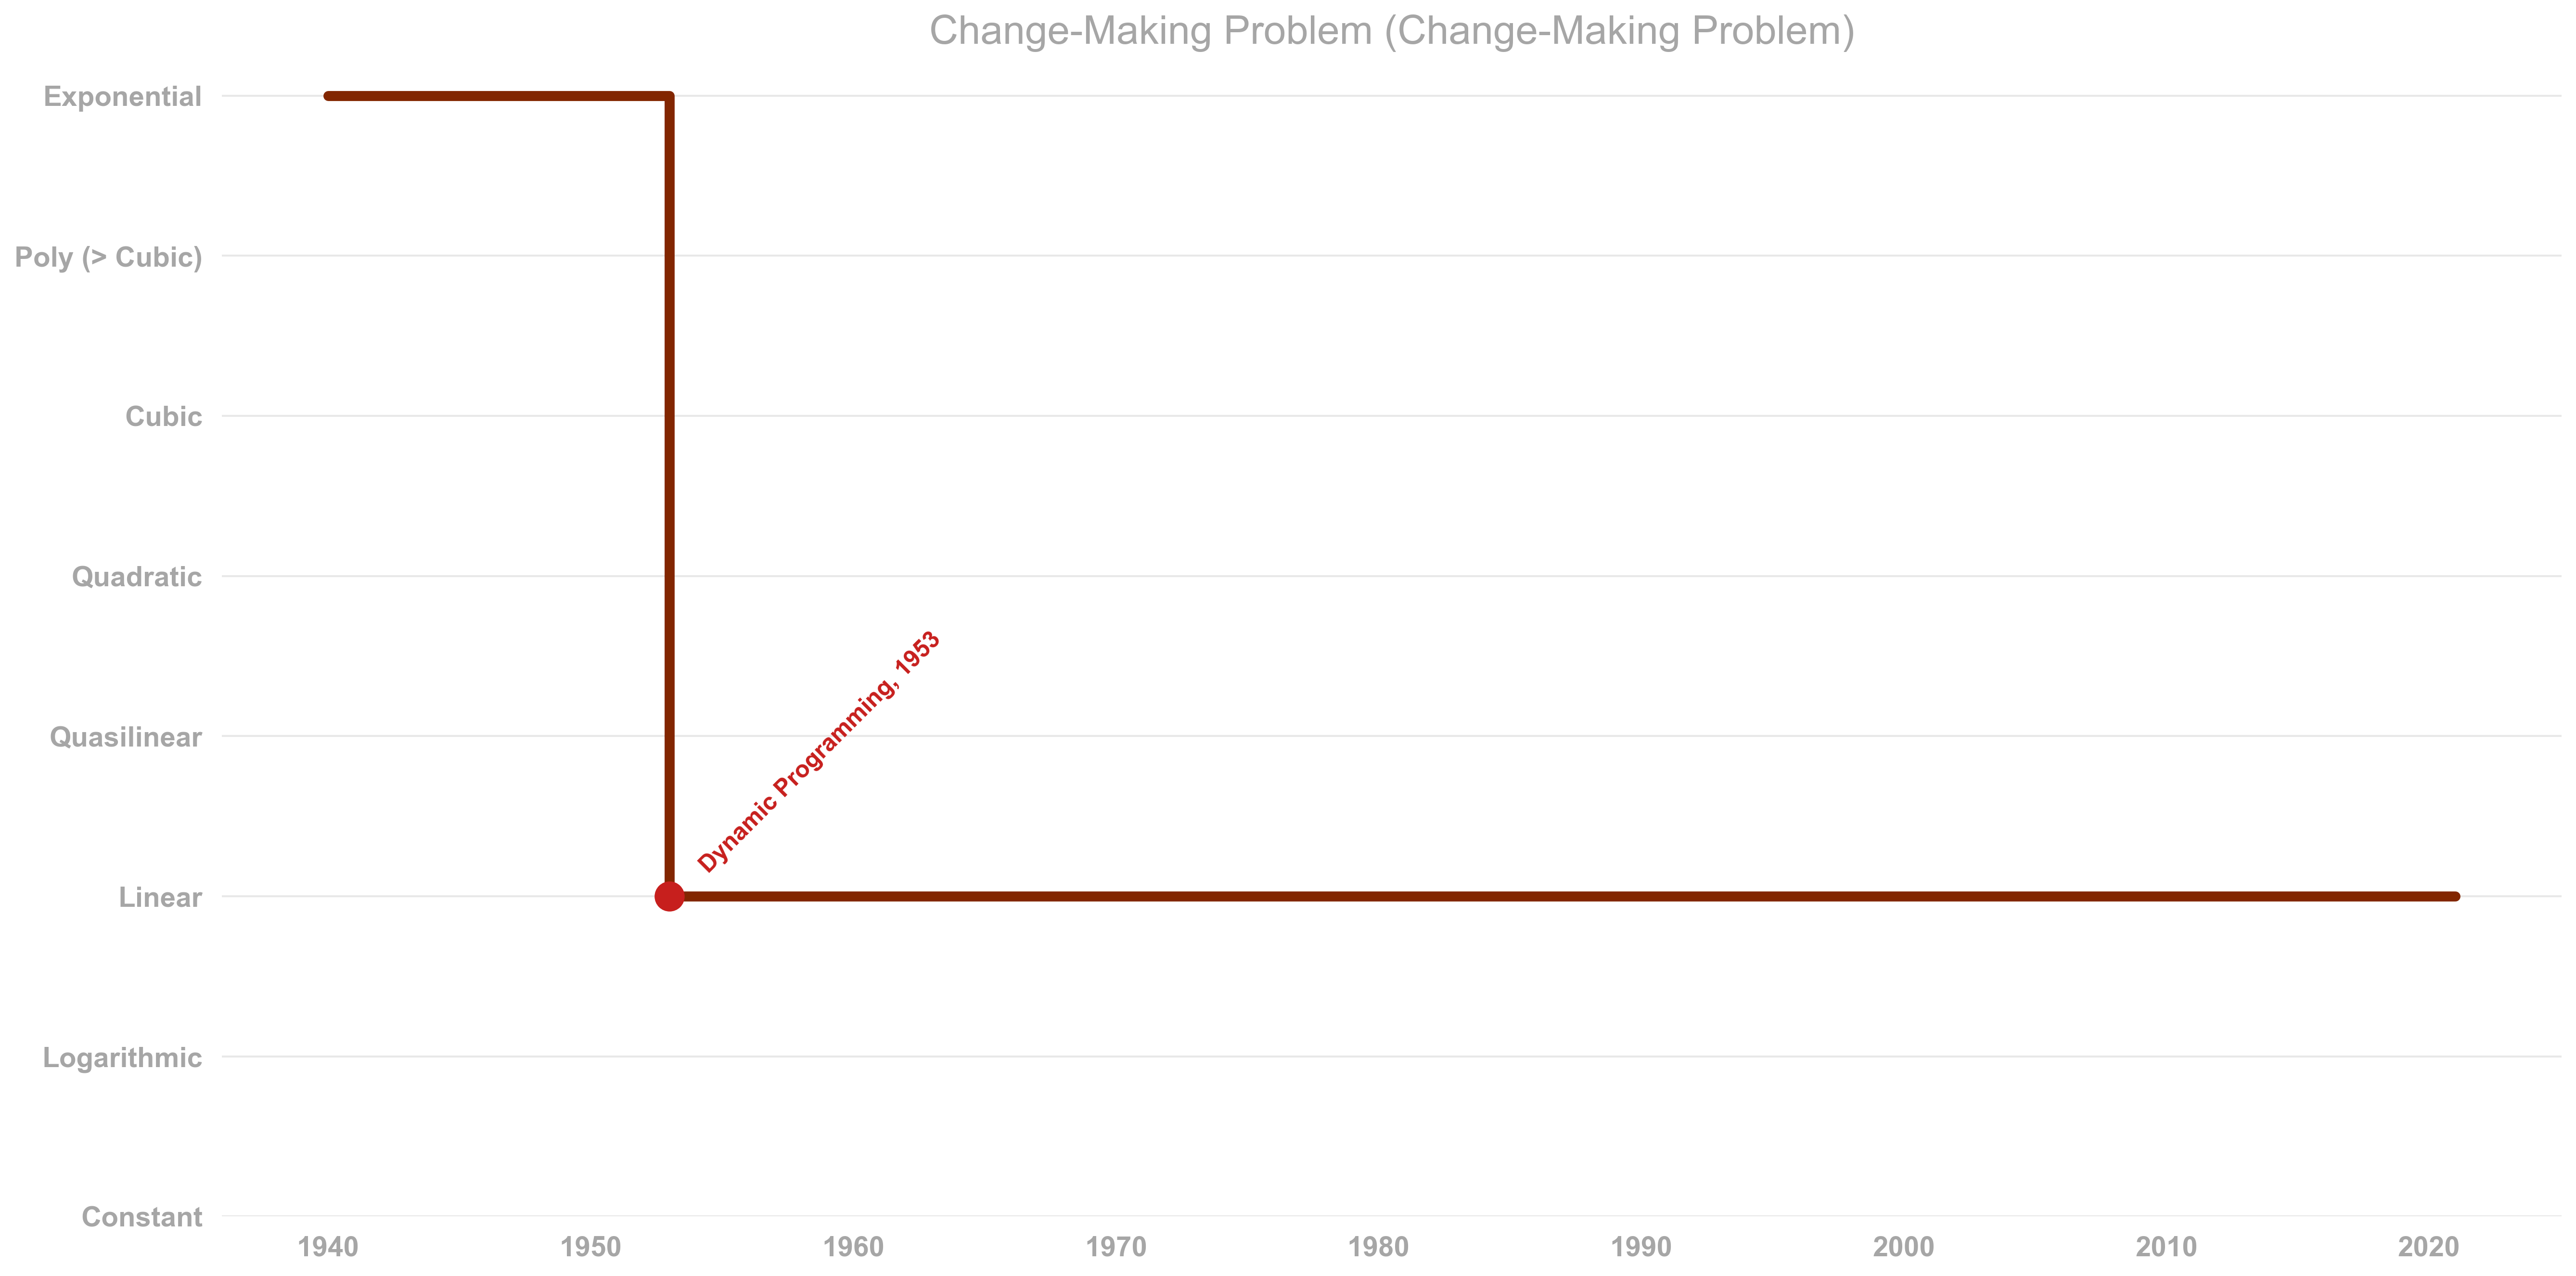 Change-Making Problem (Change-Making Problem)
Exponential
Poly (> Cubic)
Cubic
Quadratic
Quasilinear
Linear
Logarithmic
Constant
Dynamic Programming, 1953
1940 1950 1960 1970 1980 1990 2000 2010 2020